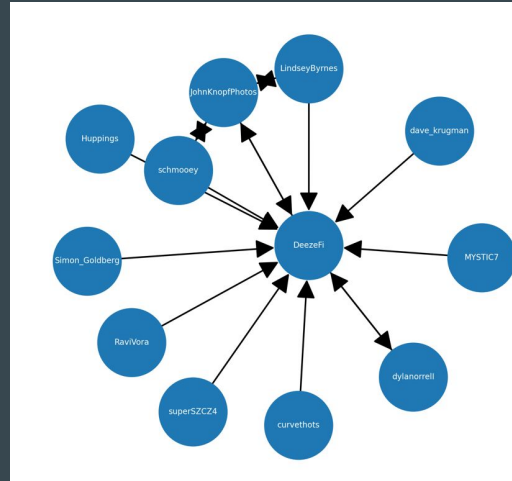 LindseyByrnes
JohnKnopfPhotos
dave_krugman
Huppings
schmooey
DeezeFi
MYSTIC7
Simon_Goldberg
RaviVora
dylanorrell
superSZCZ4
curvethots